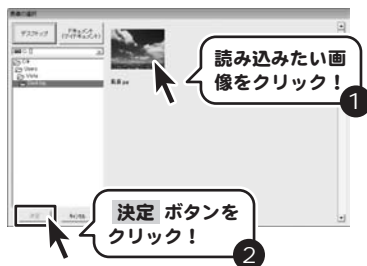 画像の選択
デスクトップ
ドキュメント
(マイドキュメント)
読み込みたい画
像をクリック！
1
決定
キャンセル
決定 ボタンを
クリック！
2